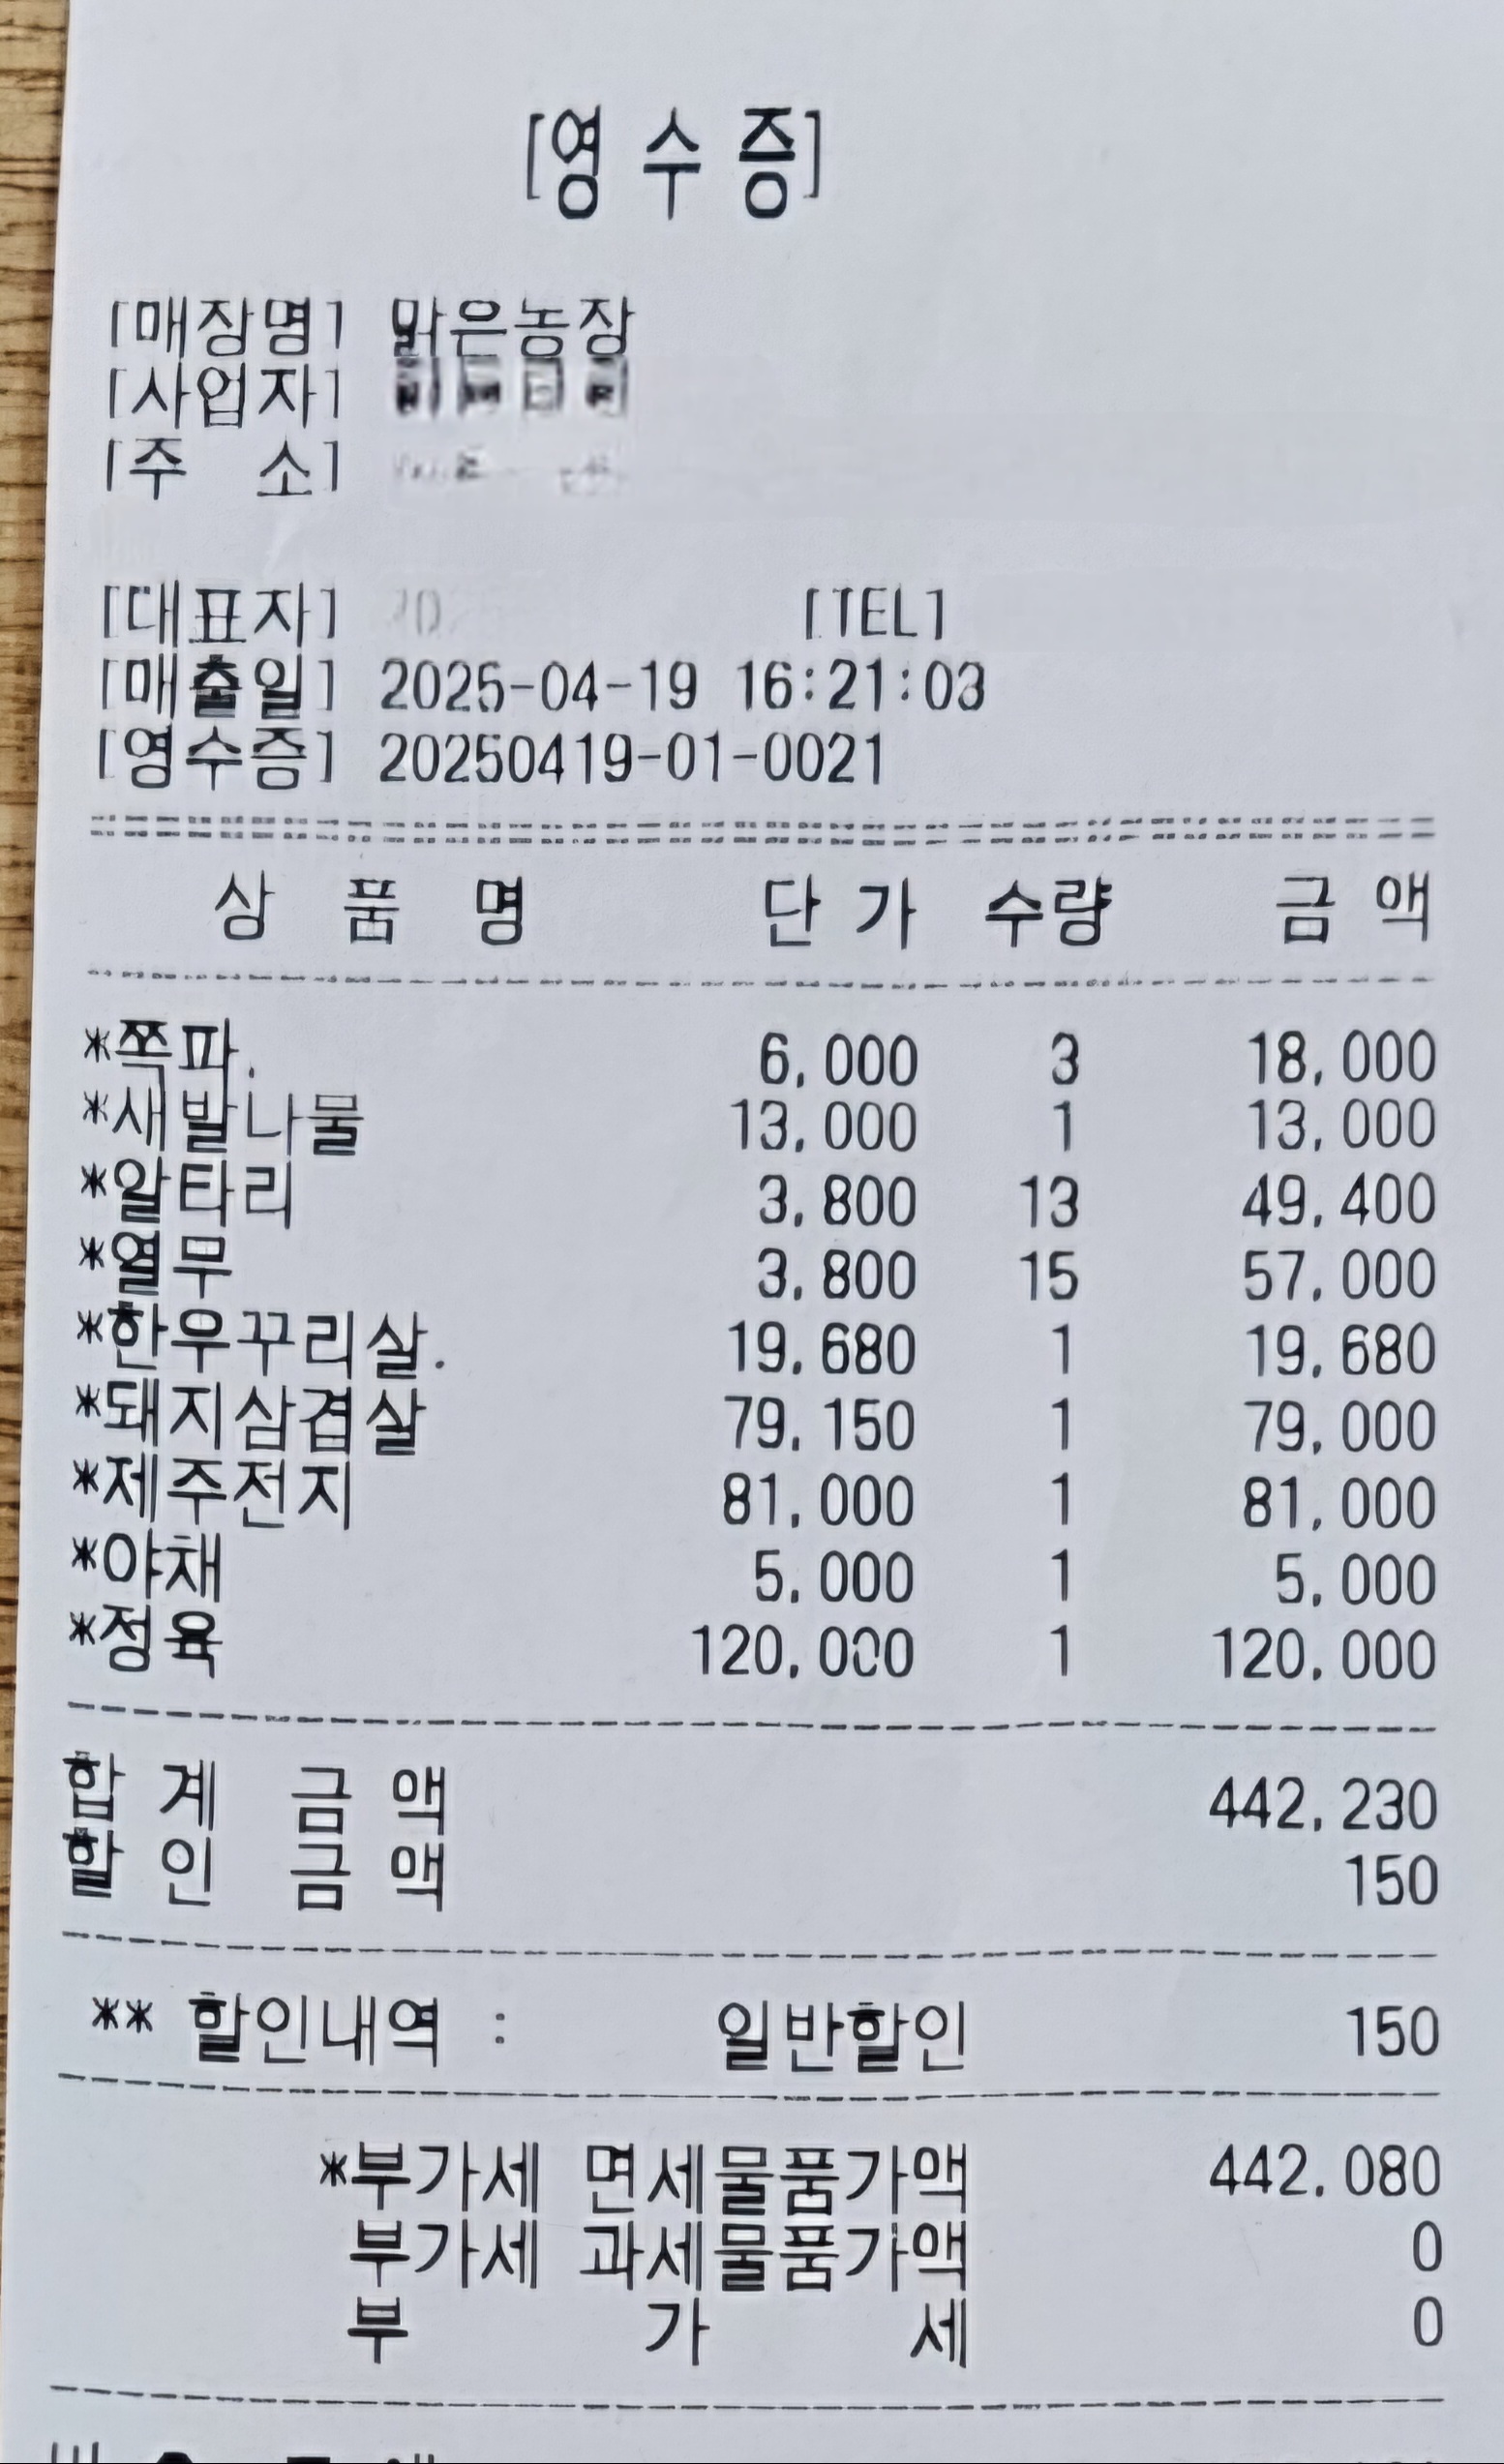 [영 수 증]
[매장명] 맑은농장
[사업자]
[주 소]
[대표자] [TEL]
[매출일] 2025-04-19 16:21:03
[영수증] 20250419-01-0021
상 품 명 단 가 수량 금 액
*쪽파. 6,000 3 18,000
*새발나물 13,000 1 13,000
*알타리 3,800 13 49,400
*열무 3,800 15 57,000
*한우꾸리살. 19,680 1 19,680
*돼지삼겹살 79,150 1 79,000
*제주전지 81,000 1 81,000
*야채 5,000 1 5,000
*정육 120,000 1 120,000
합 계 금 액 442,230
할 인 금 액 150
** 할인내역 : 일반할인 150
*부가세 면세물품가액 442,080
부가세 과세물품가액 0
부 가 세 0